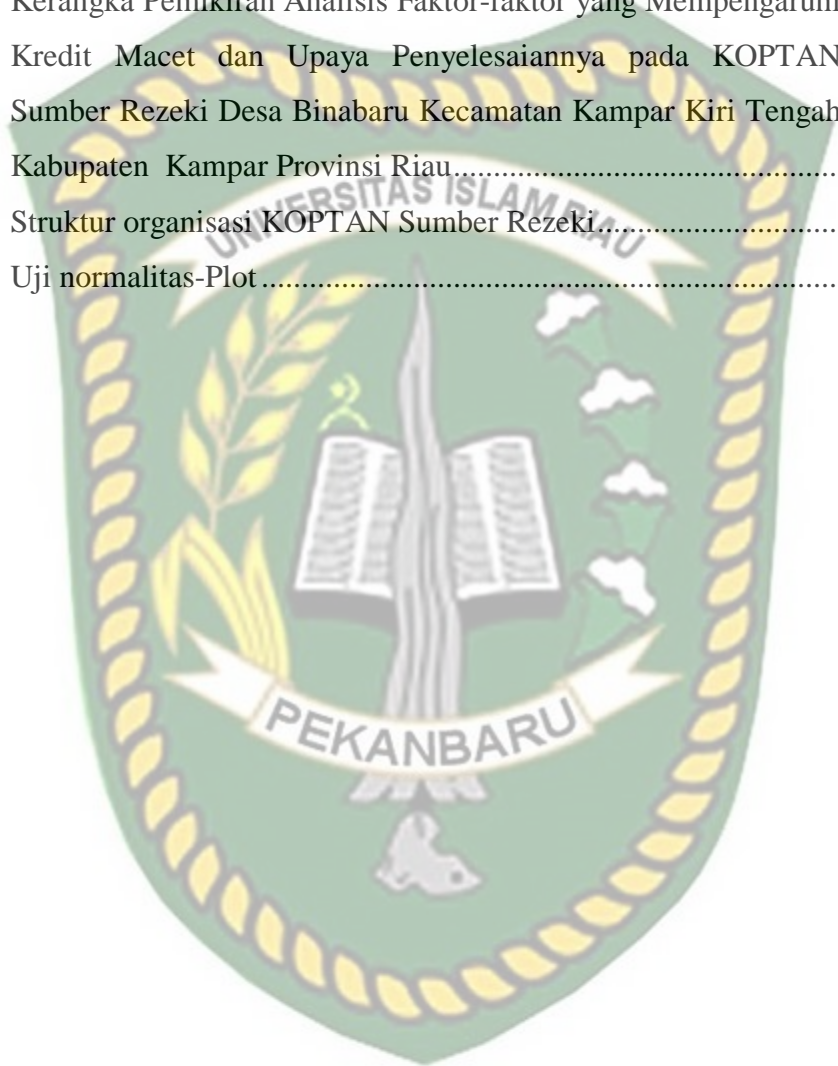 Kerangka Pemikiran Analisis Faktor-faktor yang Mempengaruhi
Kredit Macet dan Upaya Penyelesaiannya pada KOPTAN
Sumber Rezeki Desa Binabaru Kecamatan Kampar Kiri Tengah
Kabupaten Kampar Provinsi Riau.......................................................
Struktur organisasi KOPTAN Sumber Rezeki..................................
Uji normalitas-Plot..............................................................................
UNIVERSITAS ISLAM RIAU
PEKANBARU